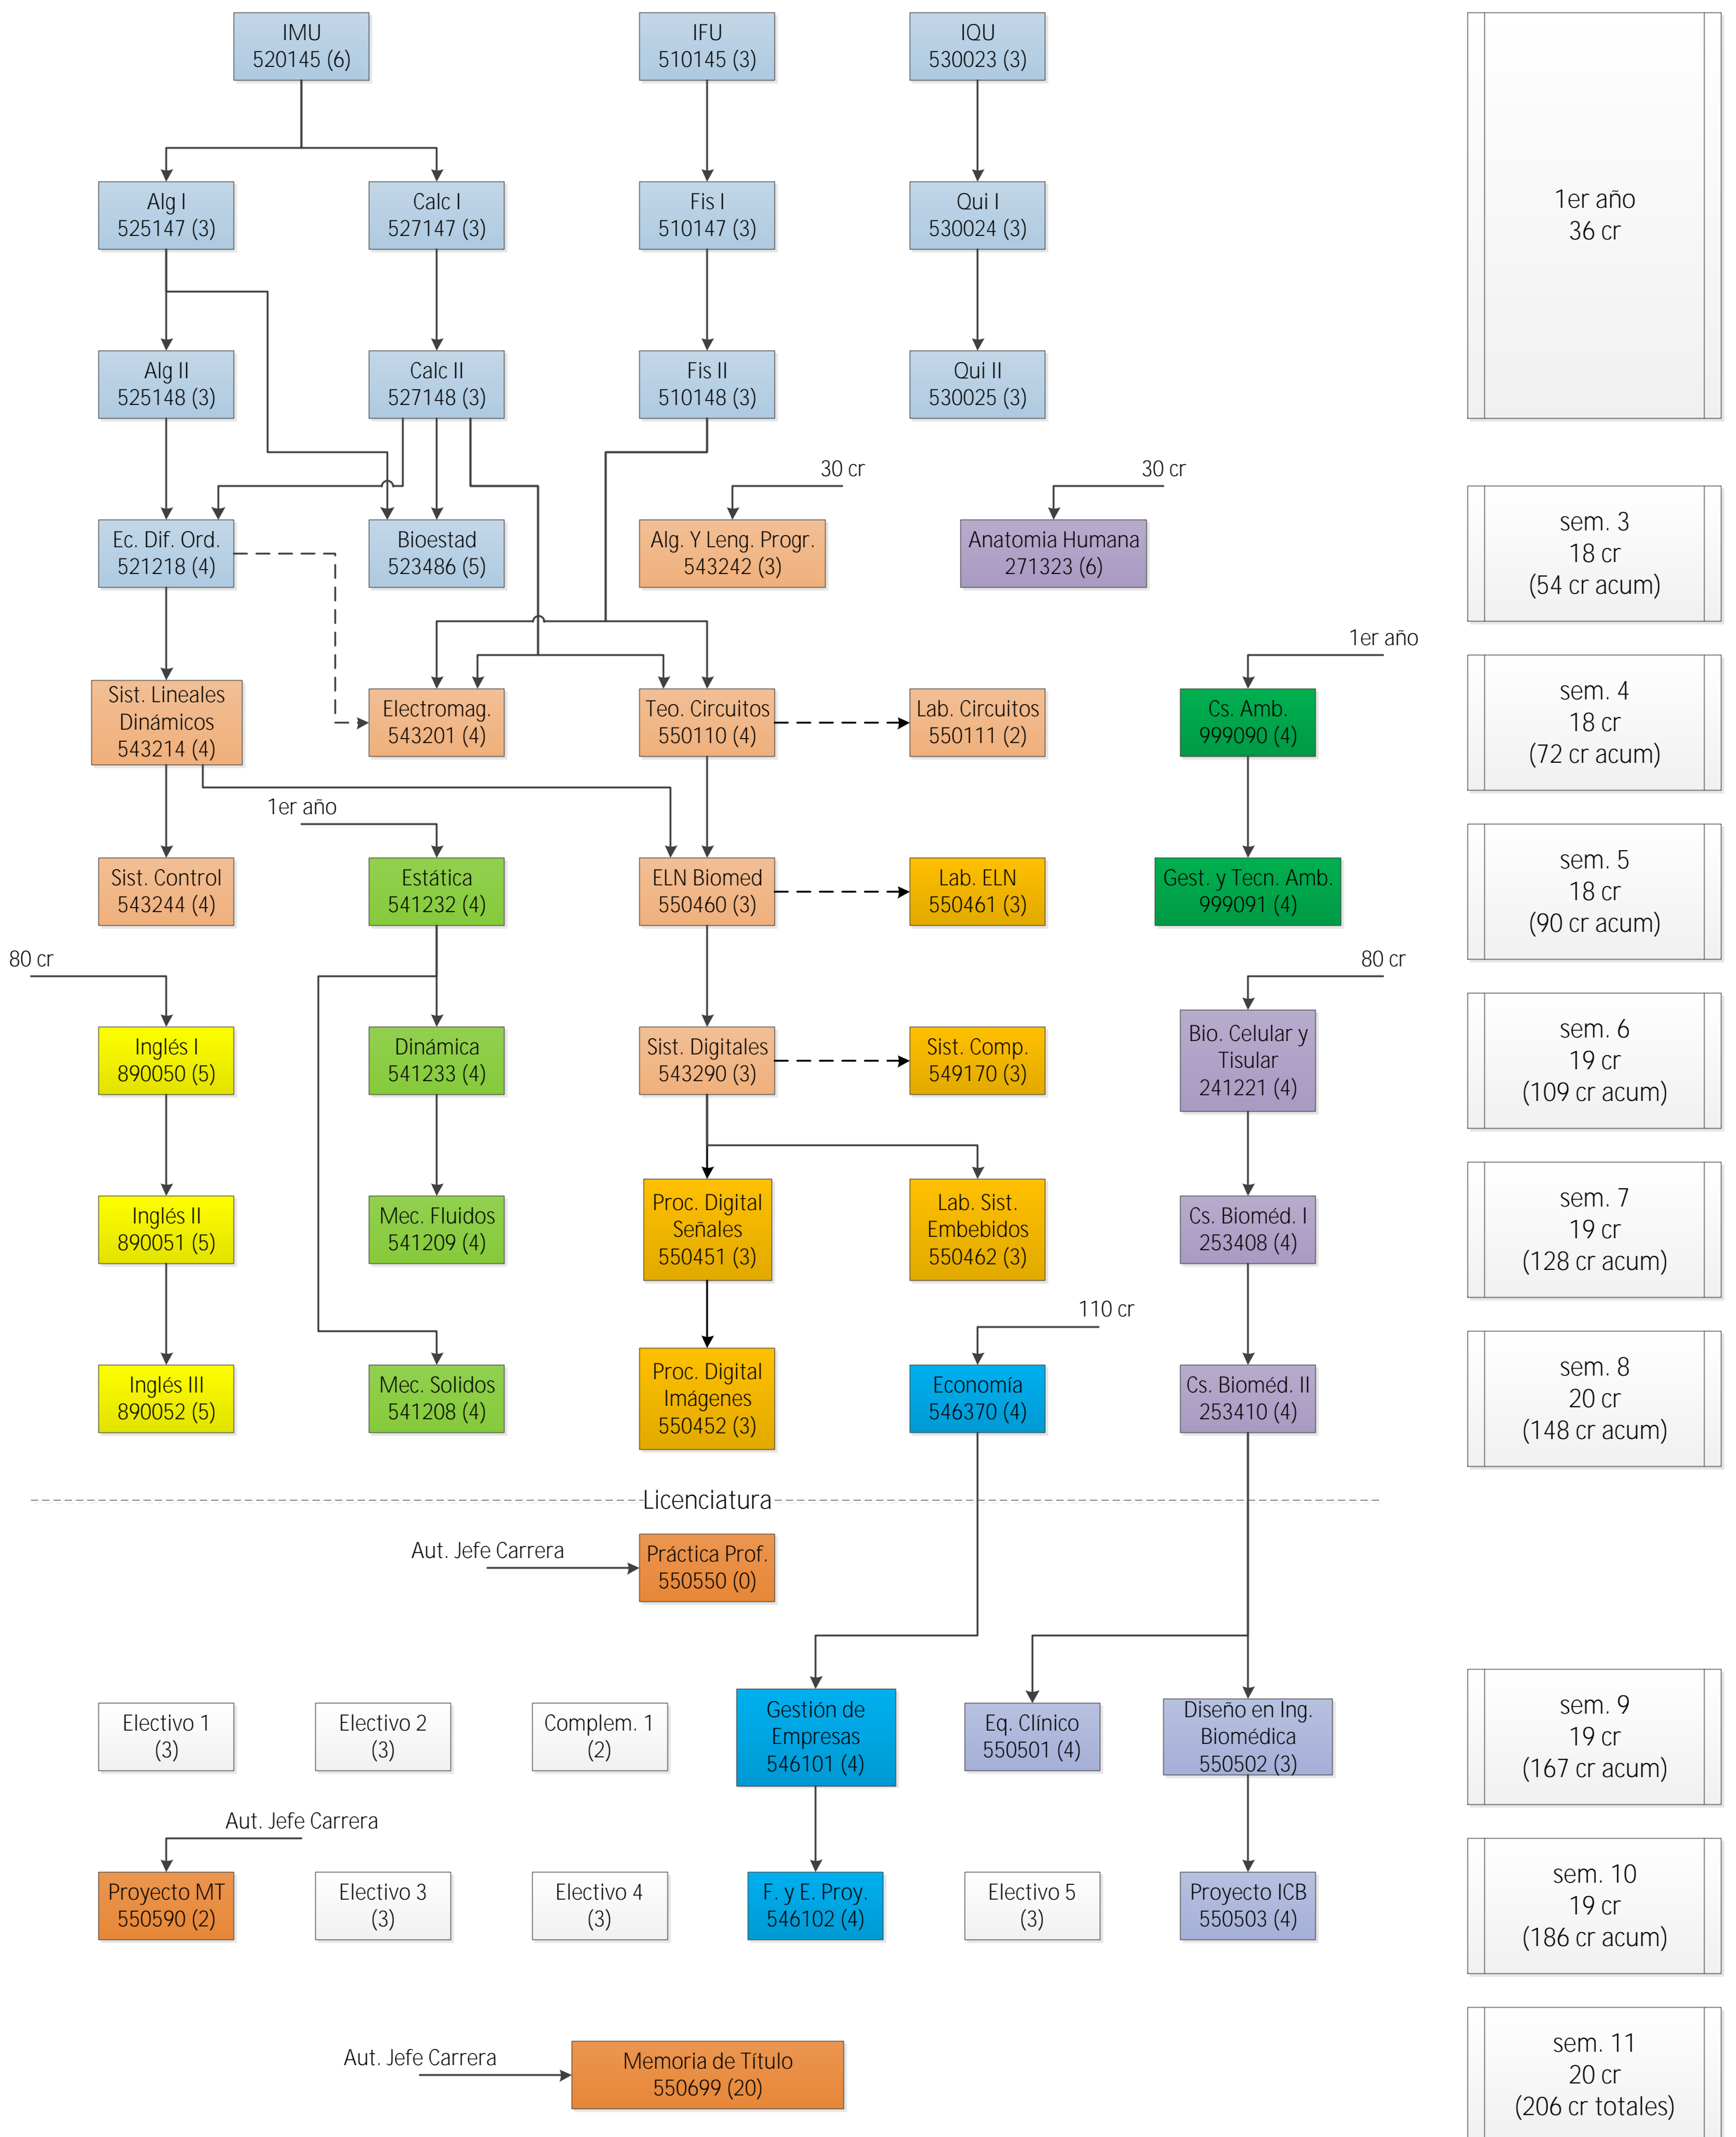 IMU
520145 (6)
IFU
510145 (3)
IQU
530023 (3)
1er año
36 cr
Alg I
525147 (3)
Calc I
527147 (3)
Fis I
510147 (3)
Qui I
530024 (3)
Alg II
525148 (3)
Calc II
527148 (3)
Fis II
510148 (3)
Qui II
530025 (3)
30 cr
30 cr
Ec. Dif. Ord.
521218 (4)
Bioestad
523486 (5)
Alg. Y Leng. Progr.
543242 (3)
Anatomia Humana
271323 (6)
sem. 3
18 cr
(54 cr acum)
1er año
Sist. Lineales
Dinámicos
543214 (4)
Electromag.
543201 (4)
Teo. Circuitos
550110 (4)
Lab. Circuitos
550111 (2)
Cs. Amb.
999090 (4)
sem. 4
18 cr
(72 cr acum)
1er año
Sist. Control
543244 (4)
Estática
541232 (4)
ELN Biomed
550460 (3)
Lab. ELN
550461 (3)
Gest. y Tecn. Amb.
999091 (4)
sem. 5
18 cr
(90 cr acum)
80 cr
80 cr
Inglés I
890050 (5)
Dinámica
541233 (4)
Sist. Digitales
543290 (3)
Sist. Comp.
549170 (3)
Bio. Celular y
Tisular
241221 (4)
sem. 6
19 cr
(109 cr acum)
Inglés II
890051 (5)
Mec. Fluidos
541209 (4)
Proc. Digital
Señales
550451 (3)
Lab. Sist.
Embebidos
550462 (3)
Cs. Bioméd. I
253408 (4)
sem. 7
19 cr
(128 cr acum)
110 cr
Inglés III
890052 (5)
Mec. Solidos
541208 (4)
Proc. Digital
Imágenes
550452 (3)
Economía
546370 (4)
Cs. Bioméd. II
253410 (4)
sem. 8
20 cr
(148 cr acum)
Licenciatura
Aut. Jefe Carrera
Práctica Prof.
550550 (0)
Electivo 1
(3)
Electivo 2
(3)
Complem. 1
(2)
Gestión de
Empresas
546101 (4)
Eq. Clínico
550501 (4)
Diseño en Ing.
Biomédica
550502 (3)
sem. 9
19 cr
(167 cr acum)
Aut. Jefe Carrera
Proyecto MT
550590 (2)
Electivo 3
(3)
Electivo 4
(3)
F. y E. Proy.
546102 (4)
Electivo 5
(3)
Proyecto ICB
550503 (4)
sem. 10
19 cr
(186 cr acum)
Aut. Jefe Carrera
Memoria de Título
550699 (20)
sem. 11
20 cr
(206 cr totales)